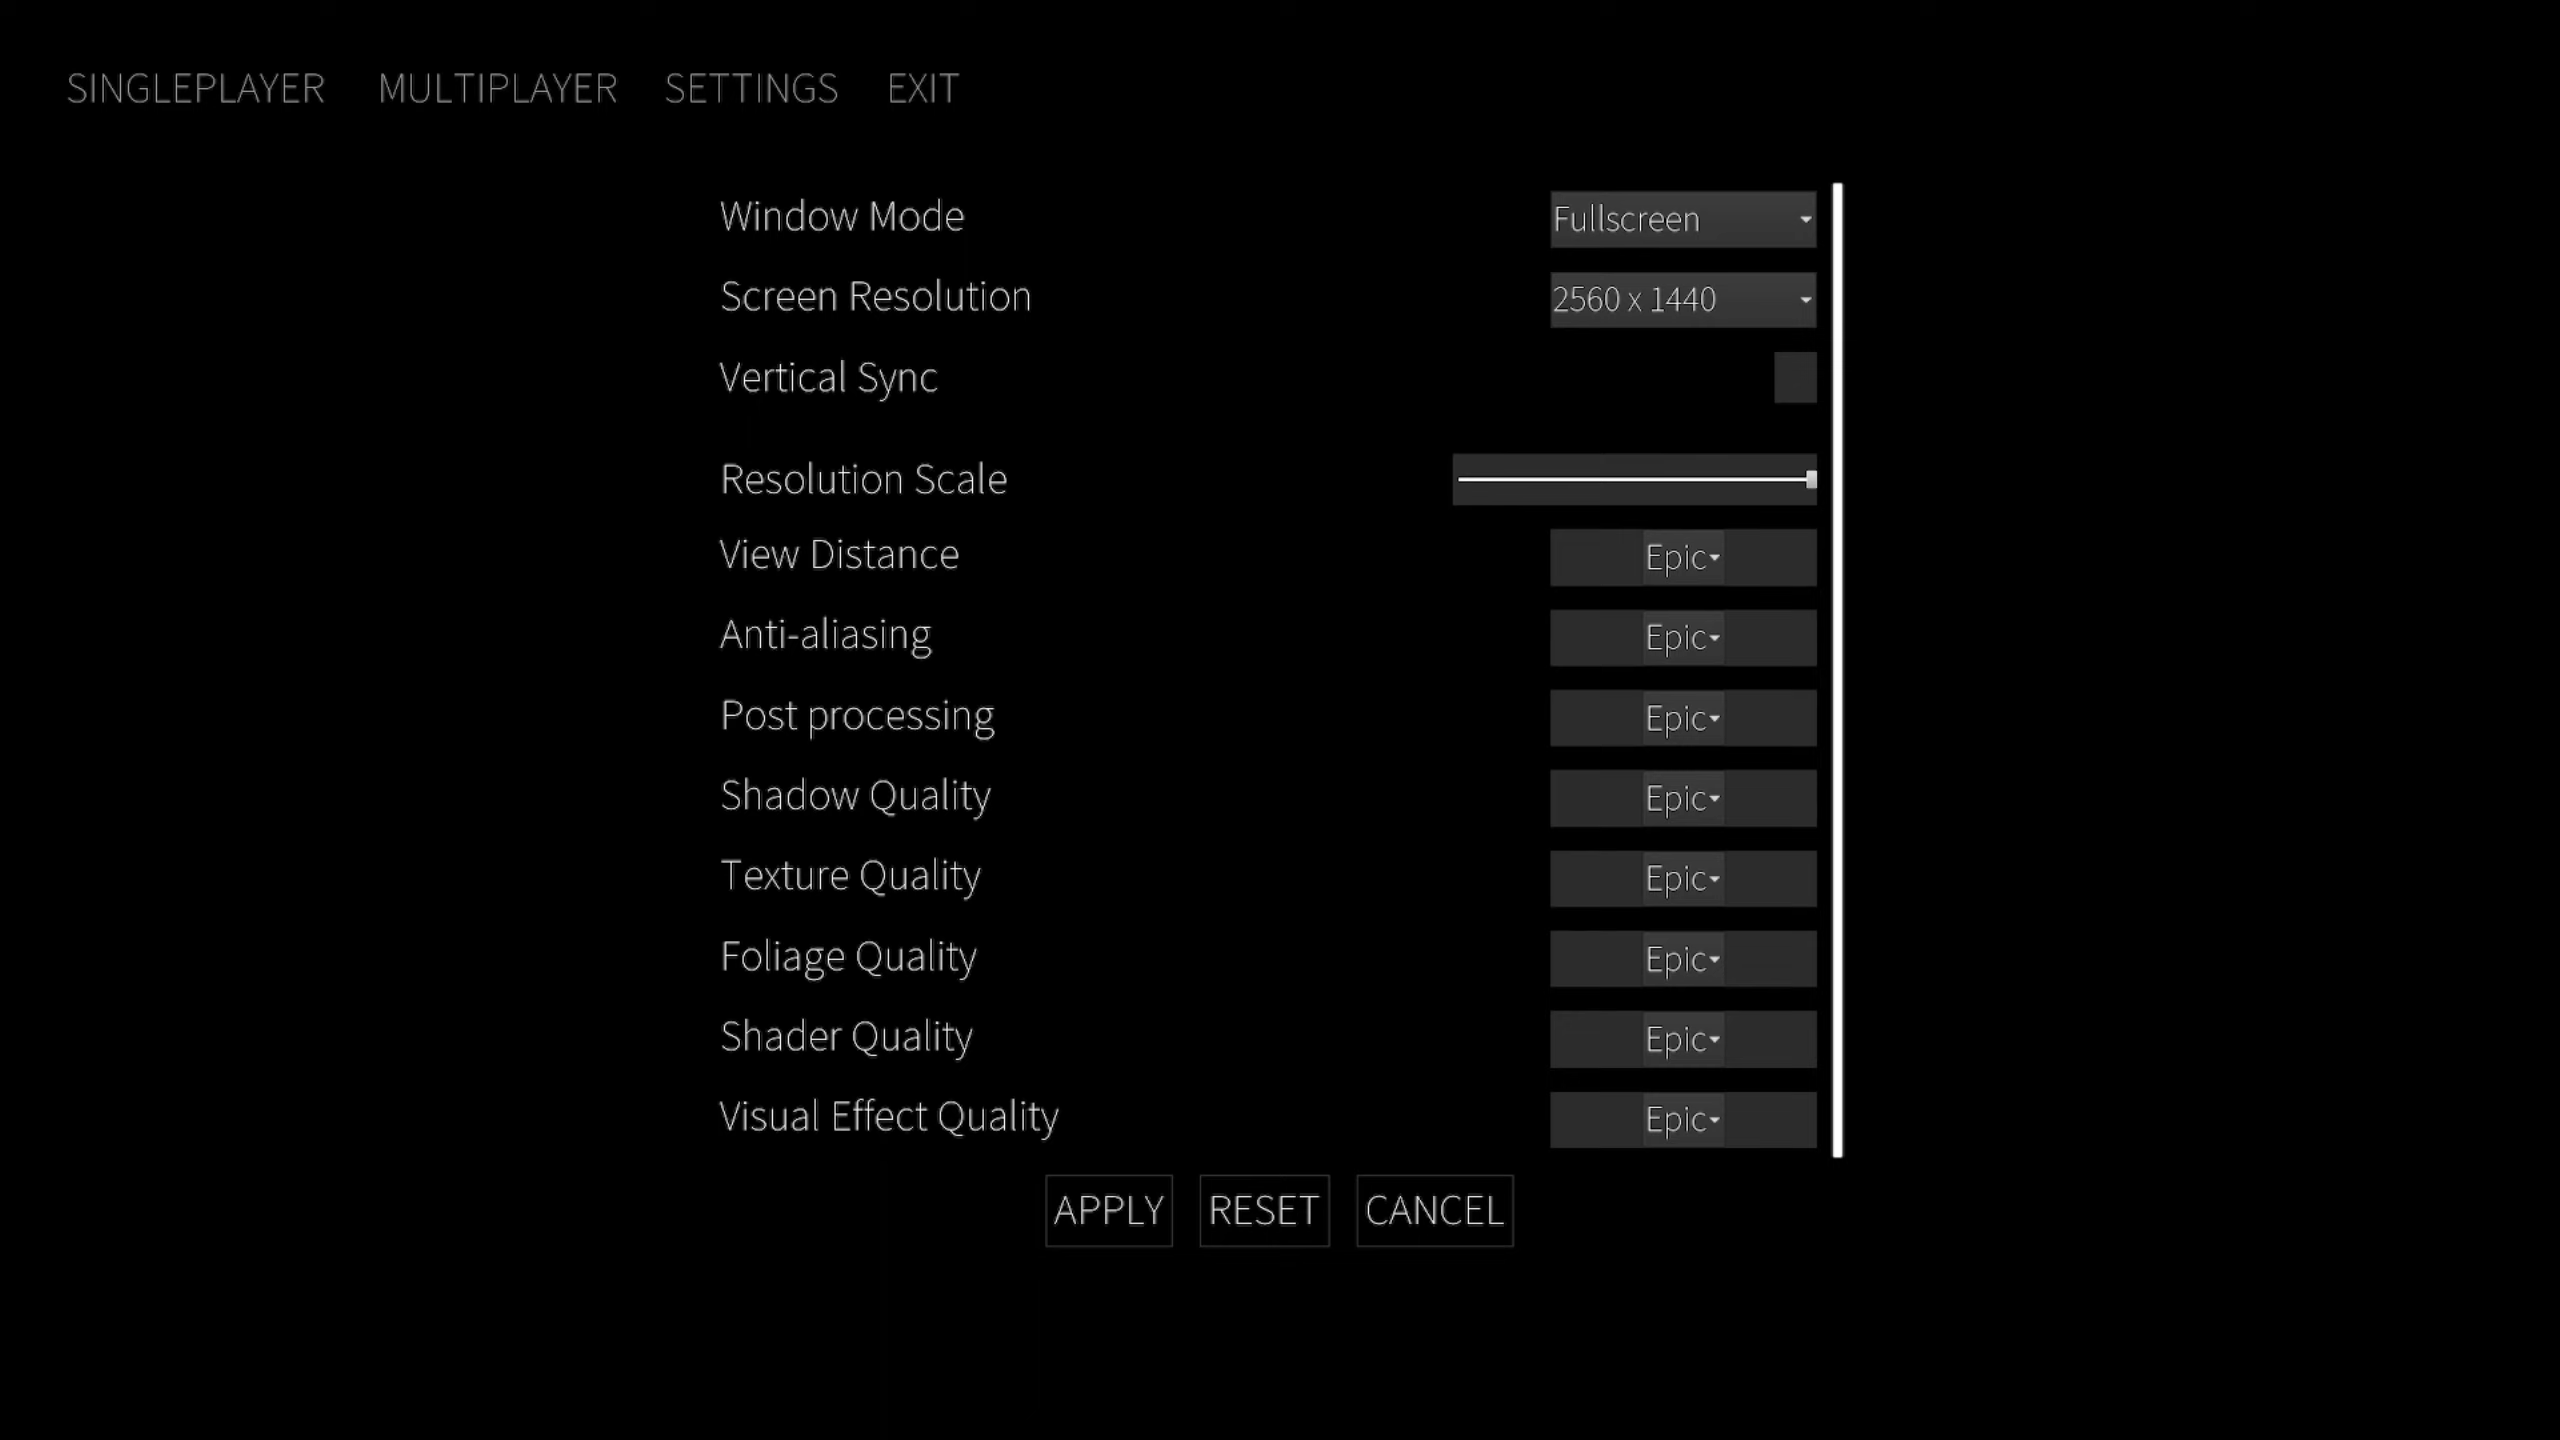 SINGLEPLAYER MULTIPLAYER SETTINGS EXIT
Window Mode Fullscreen
Screen Resolution 2560 x 1440
Vertical Sync
Resolution Scale
View Distance Epic
Anti-aliasing Epic
Post processing Epic
Shadow Quality Epic
Texture Quality Epic
Foliage Quality Epic
Shader Quality Epic
Visual Effect Quality Epic
APPLY RESET CANCEL